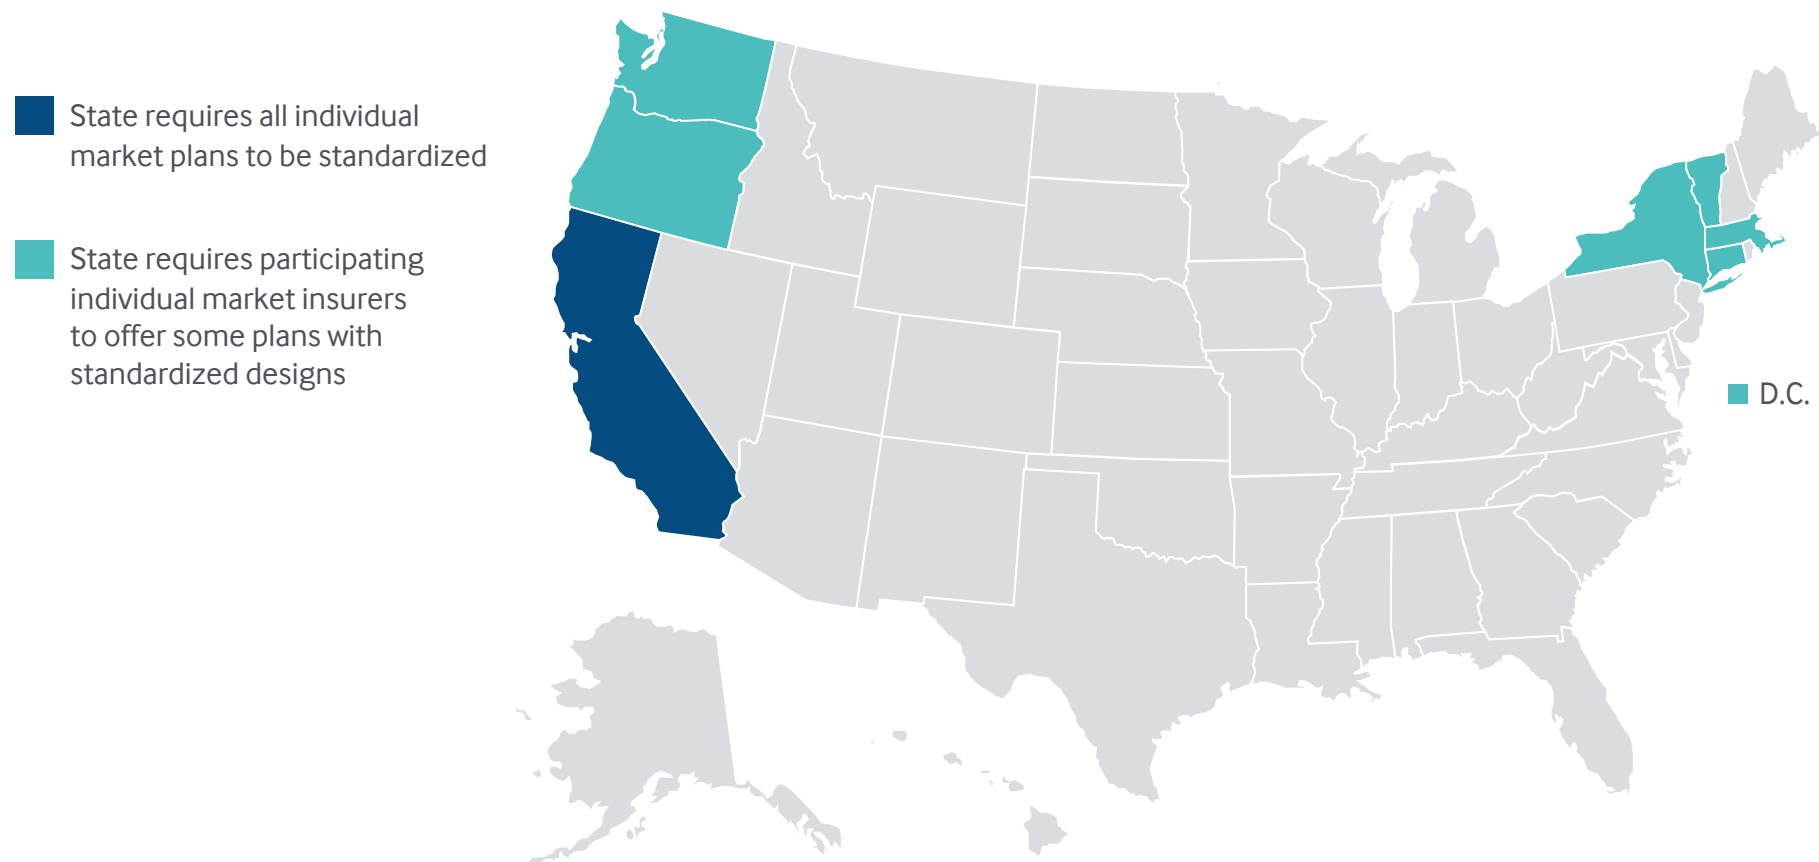 State requires all individual
market plans to be standardized
State requires participating
individual market insurers
to offer some plans with
standardized designs
D.C.